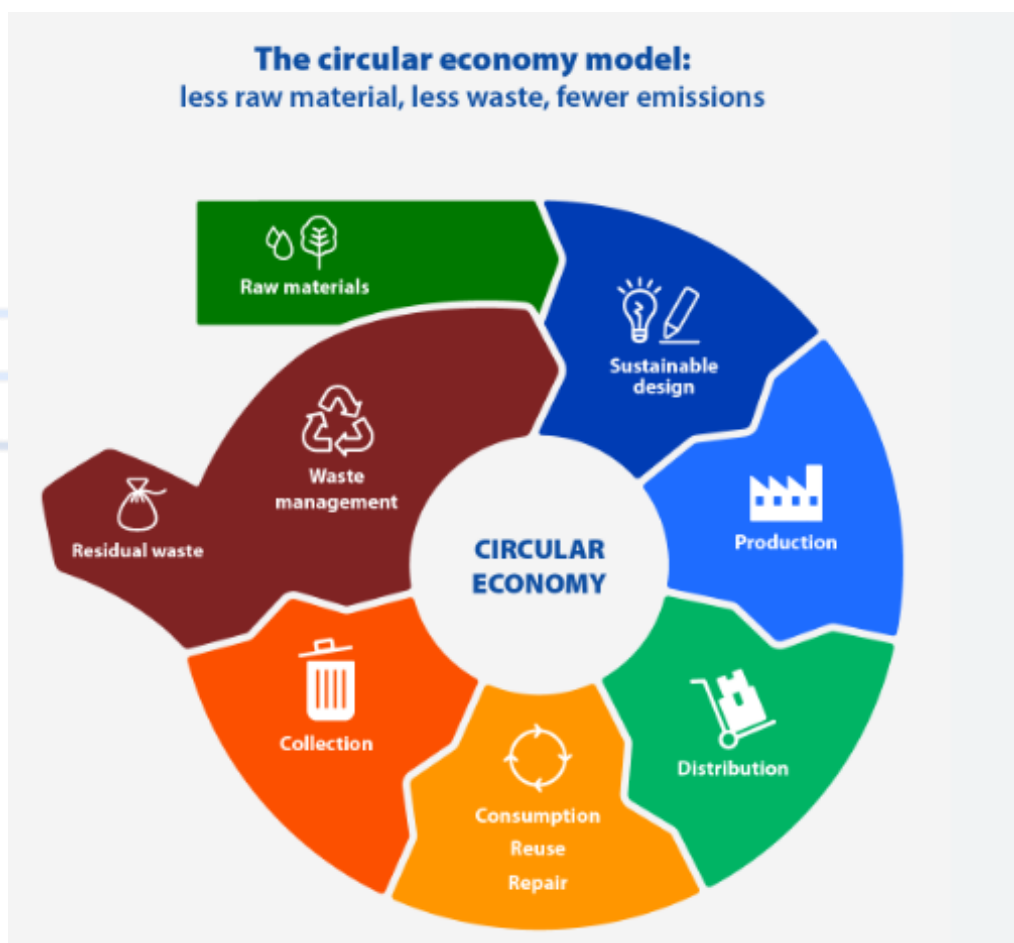 The circular economy model:
less raw material, less waste, fewer emissions
Raw materials
Sustainable
design
Production
Distribution
Consumption
Reuse
Repair
Collection
Waste
management
Residual waste
CIRCULAR
ECONOMY